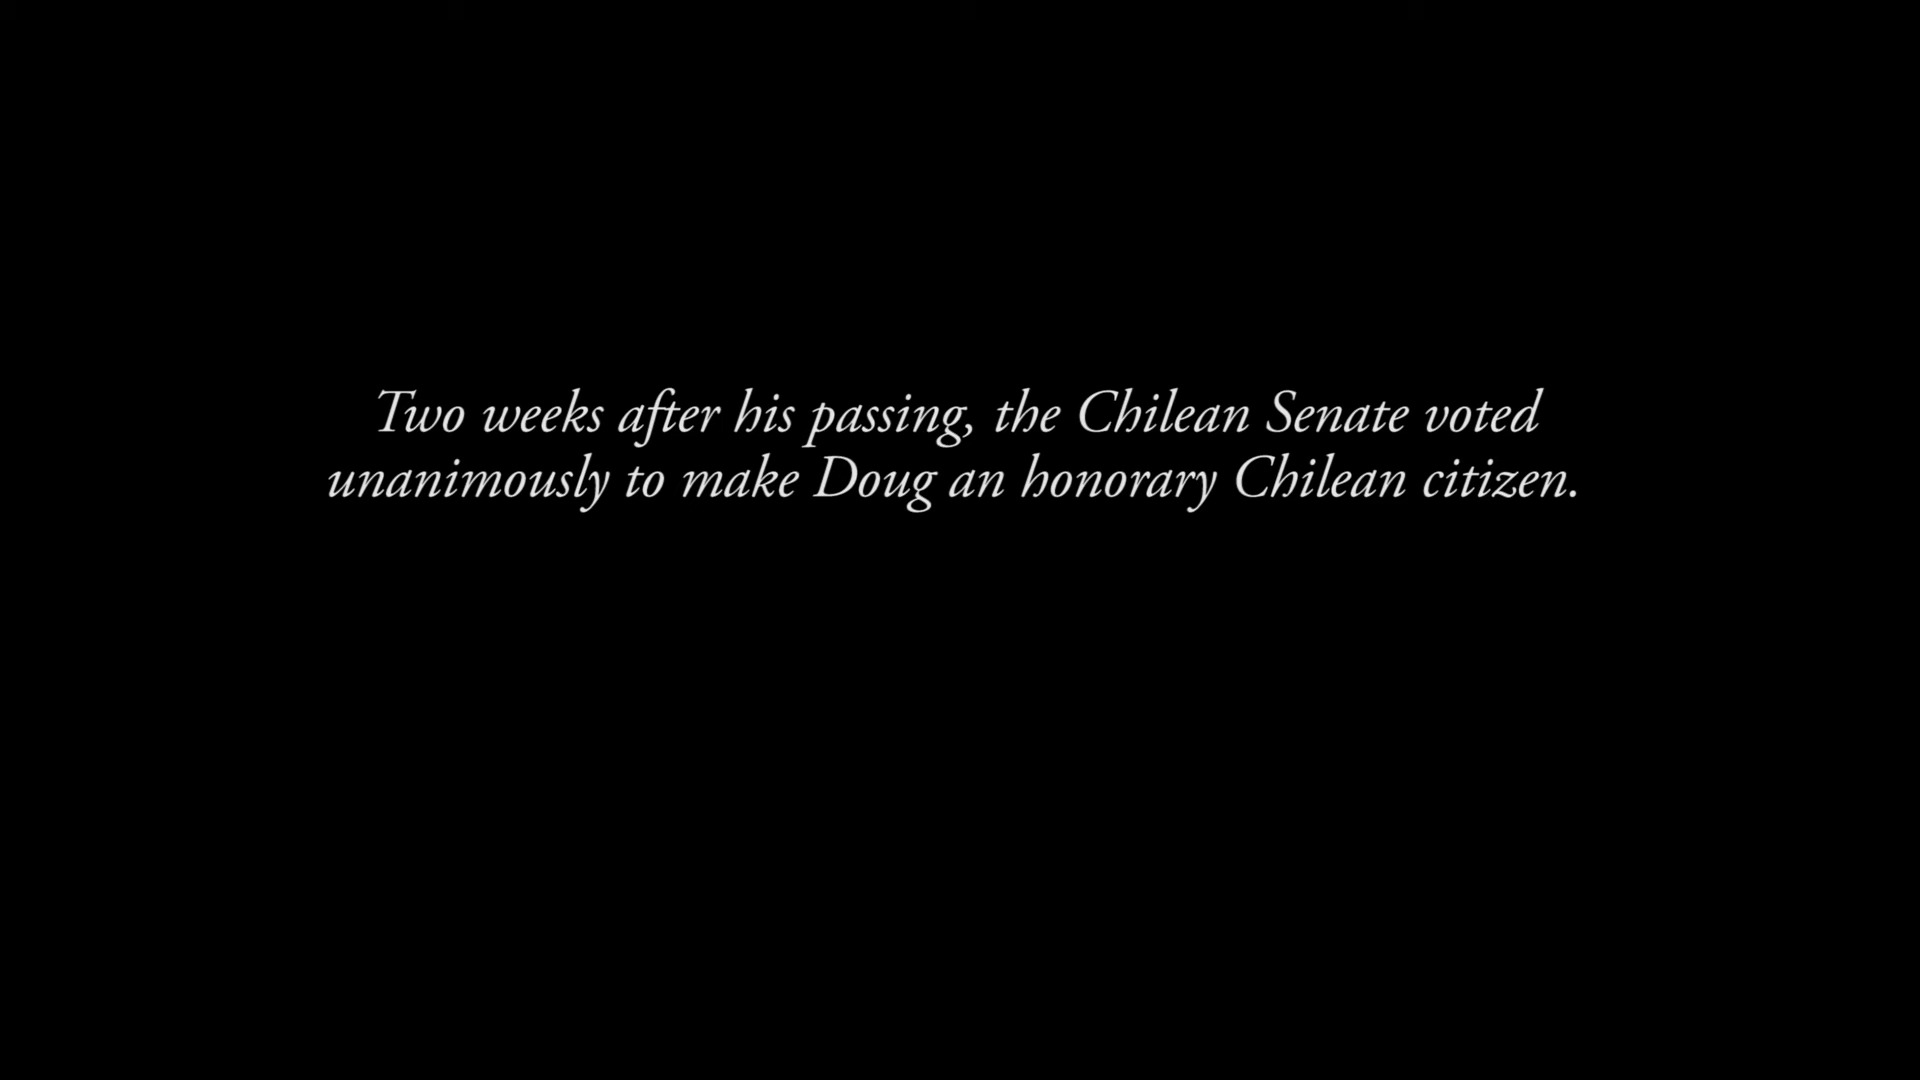 Two weeks after his passing, the Chilean Senate voted
unanimously to make Doug an honorary Chilean citizen.